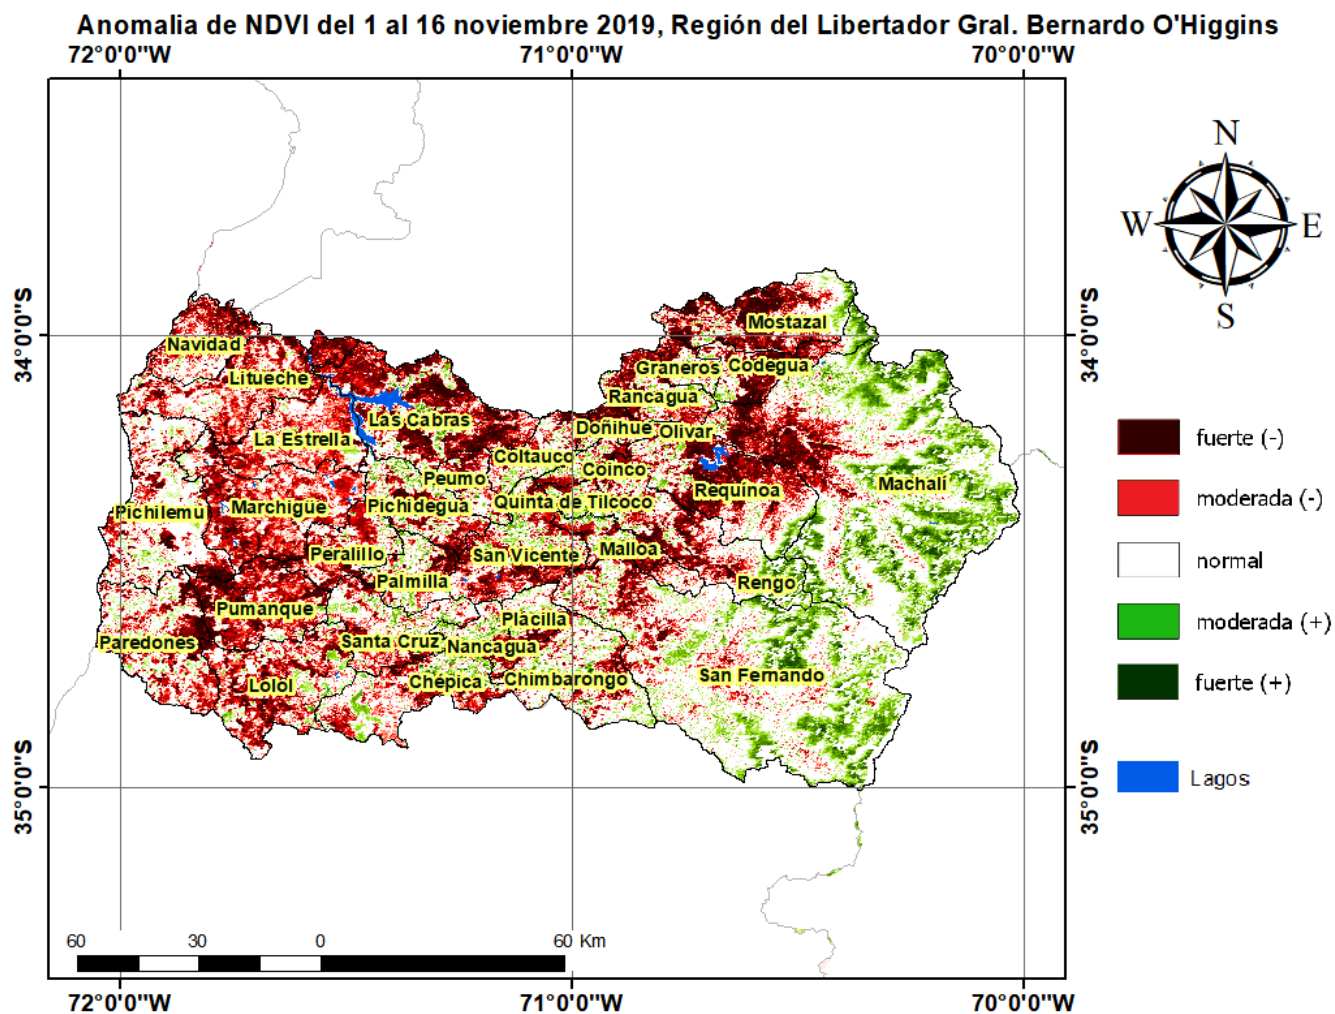 Anomalia de NDVI del 1 al 16 noviembre 2019, Región del Libertador Gral. Bernardo O'Higgins
72°0'0"W 71°0'0"W 70°0'0"W
N
W E
S
34°0'0"S 34°0'0"S
Mostazal
Navidad
Graneros Codegua
Litueche
Rancagua
Las Cabras
Doñihue Olivar
La Estrella
Coltauco
Coinco
Peumo
Machalí
Requinoa
Quinta de Tilcoco
Pichidegua
Marchigüe
Pichilemu
Malloa
Peralillo
San Vicente
Palmilla
Rengo
Pumanque
Placilla
Paredones
Santa Cruz
Nancagua
San Fernando
Chépica Chimbarongo
Lolol
fuerte (-)
moderada (-)
normal
moderada (+)
fuerte (+)
Lagos
35°0'0"S 35°0'0"S
60 30 0 60 Km
72°0'0"W 71°0'0"W 70°0'0"W